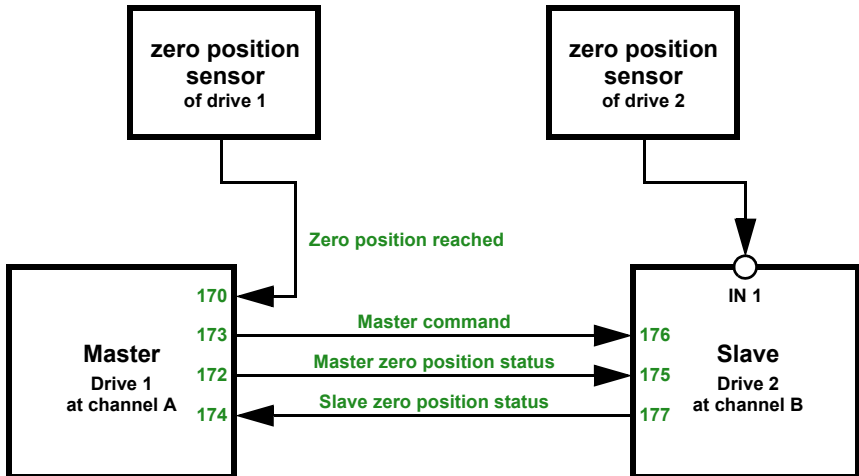 zero position
sensor
of drive 1
zero position
sensor
of drive 2
Zero position reached
170
IN 1
173
Master command
176
Master
Drive 1
at channel A
172
Master zero position status
175
Slave
Drive 2
at channel B
174
Slave zero position status
177